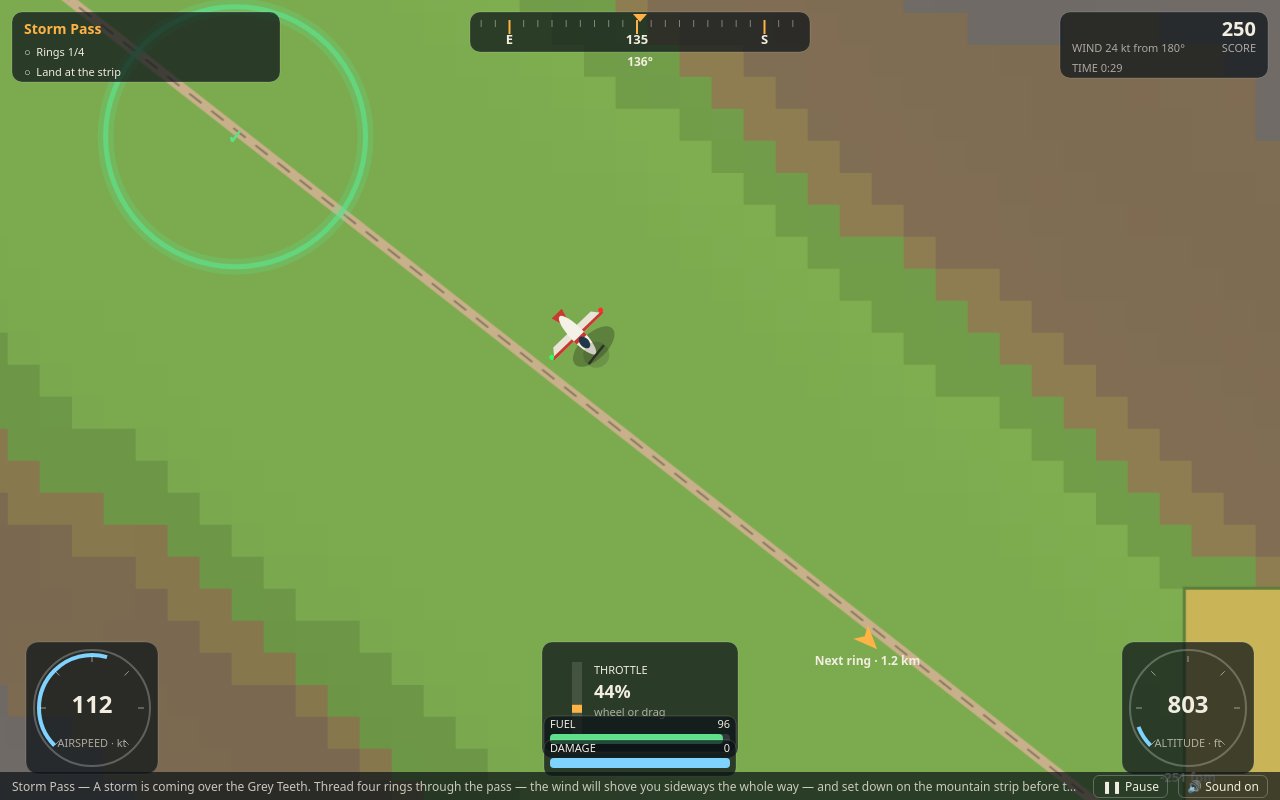 Storm Pass
○ Rings 1/4
○ Land at the strip
E 135 S
136°
250
WIND 24 kt from 180° SCORE
TIME 0:29
✓
Next ring · 1.2 km
112
AIRSPEED · kt
THROTTLE
44%
wheel or drag
FUEL 96
DAMAGE 0
803
ALTITUDE · ft
Storm Pass — A storm is coming over the Grey Teeth. Thread four rings through the pass — the wind will shove you sideways the whole way — and set down on the mountain strip before t…
❚❚ Pause
🔊 Sound on